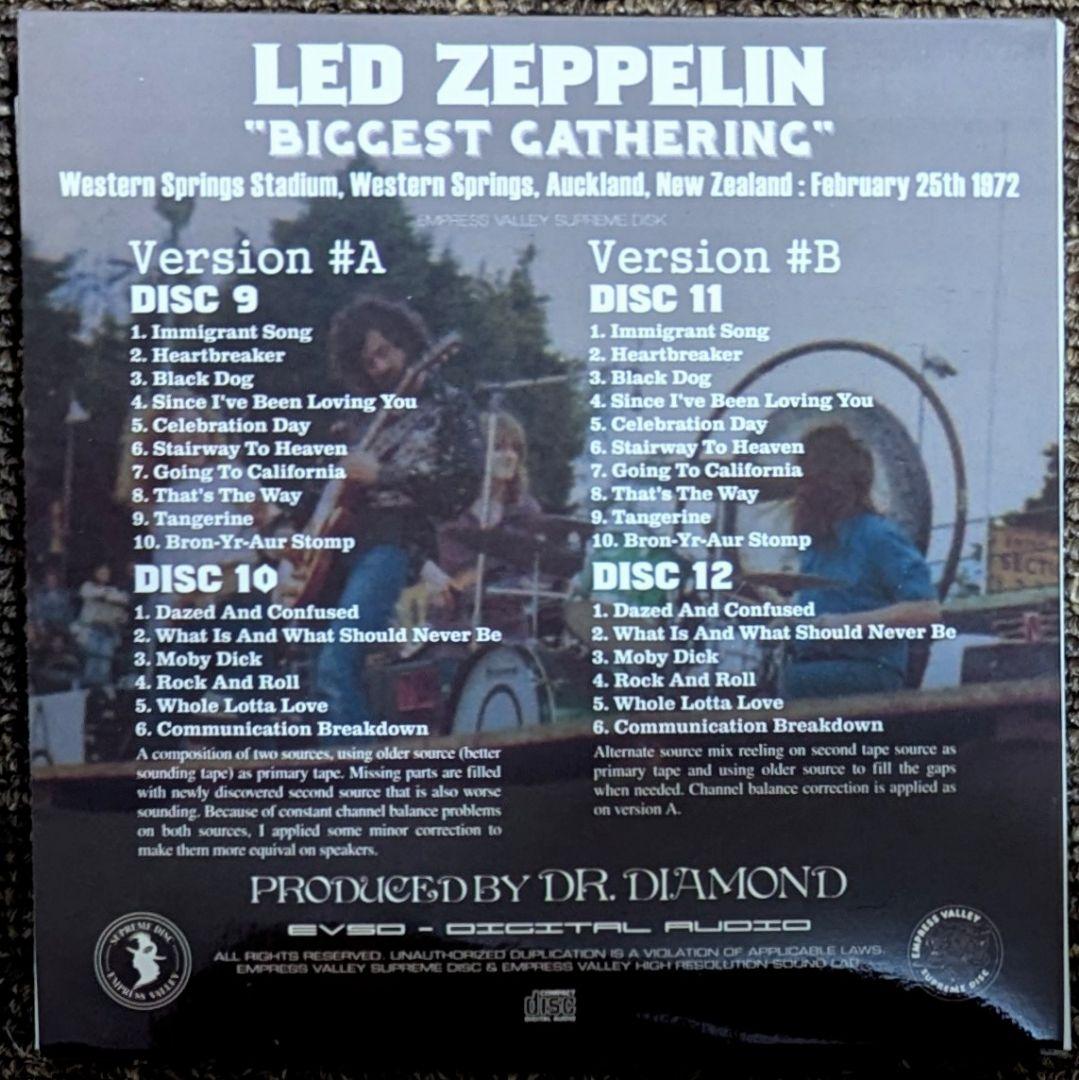 LED ZEPPELIN
"BIGGEST GATHERING"
Western Springs Stadium, Western Springs, Auckland, New Zealand : February 25th 1972
EMPRESS VALLEY SUPREME DISK
Version #A
DISC 9
1. Immigrant Song
2. Heartbreaker
3. Black Dog
4. Since I've Been Loving You
5. Celebration Day
6. Stairway To Heaven
7. Going To California
8. That's The Way
9. Tangerine
10. Bron-Yr-Aur Stomp
DISC 10
1. Dazed And Confused
2. What Is And What Should Never Be
3. Moby Dick
4. Rock And Roll
5. Whole Lotta Love
6. Communication Breakdown
A composition of two sources, using older source (better
sounding tape) as primary tape. Missing parts are filled
with newly discovered second source that is also worse
sounding. Because of constant channel balance problems
on both sources, I applied some minor correction to
make them more equival on speakers.
Version #B
DISC 11
1. Immigrant Song
2. Heartbreaker
3. Black Dog
4. Since I've Been Loving You
5. Celebration Day
6. Stairway To Heaven
7. Going To California
8. That's The Way
9. Tangerine
10. Bron-Yr-Aur Stomp
DISC 12
1. Dazed And Confused
2. What Is And What Should Never Be
3. Moby Dick
4. Rock And Roll
5. Whole Lotta Love
6. Communication Breakdown
Alternate source mix reeling on second tape source as
primary tape and using older source to fill the gaps
when needed. Channel balance correction is applied as
on version A.
PRODUCED BY DR. DIAMOND
EVSD - DIGITAL AUDIO
ALL RIGHTS RESERVED. UNAUTHORIZED DUPLICATION IS A VIOLATION OF APPLICABLE LAWS.
EMPRESS VALLEY SUPREME DISC & EMPRESS VALLEY HIGH RESOLUTION SOUND
SUPREME DISC
EMPRESS VALLEY
EMPRESS VALLEY
SUPREME DISC
COMPACT
disc
DIGITAL AUDIO